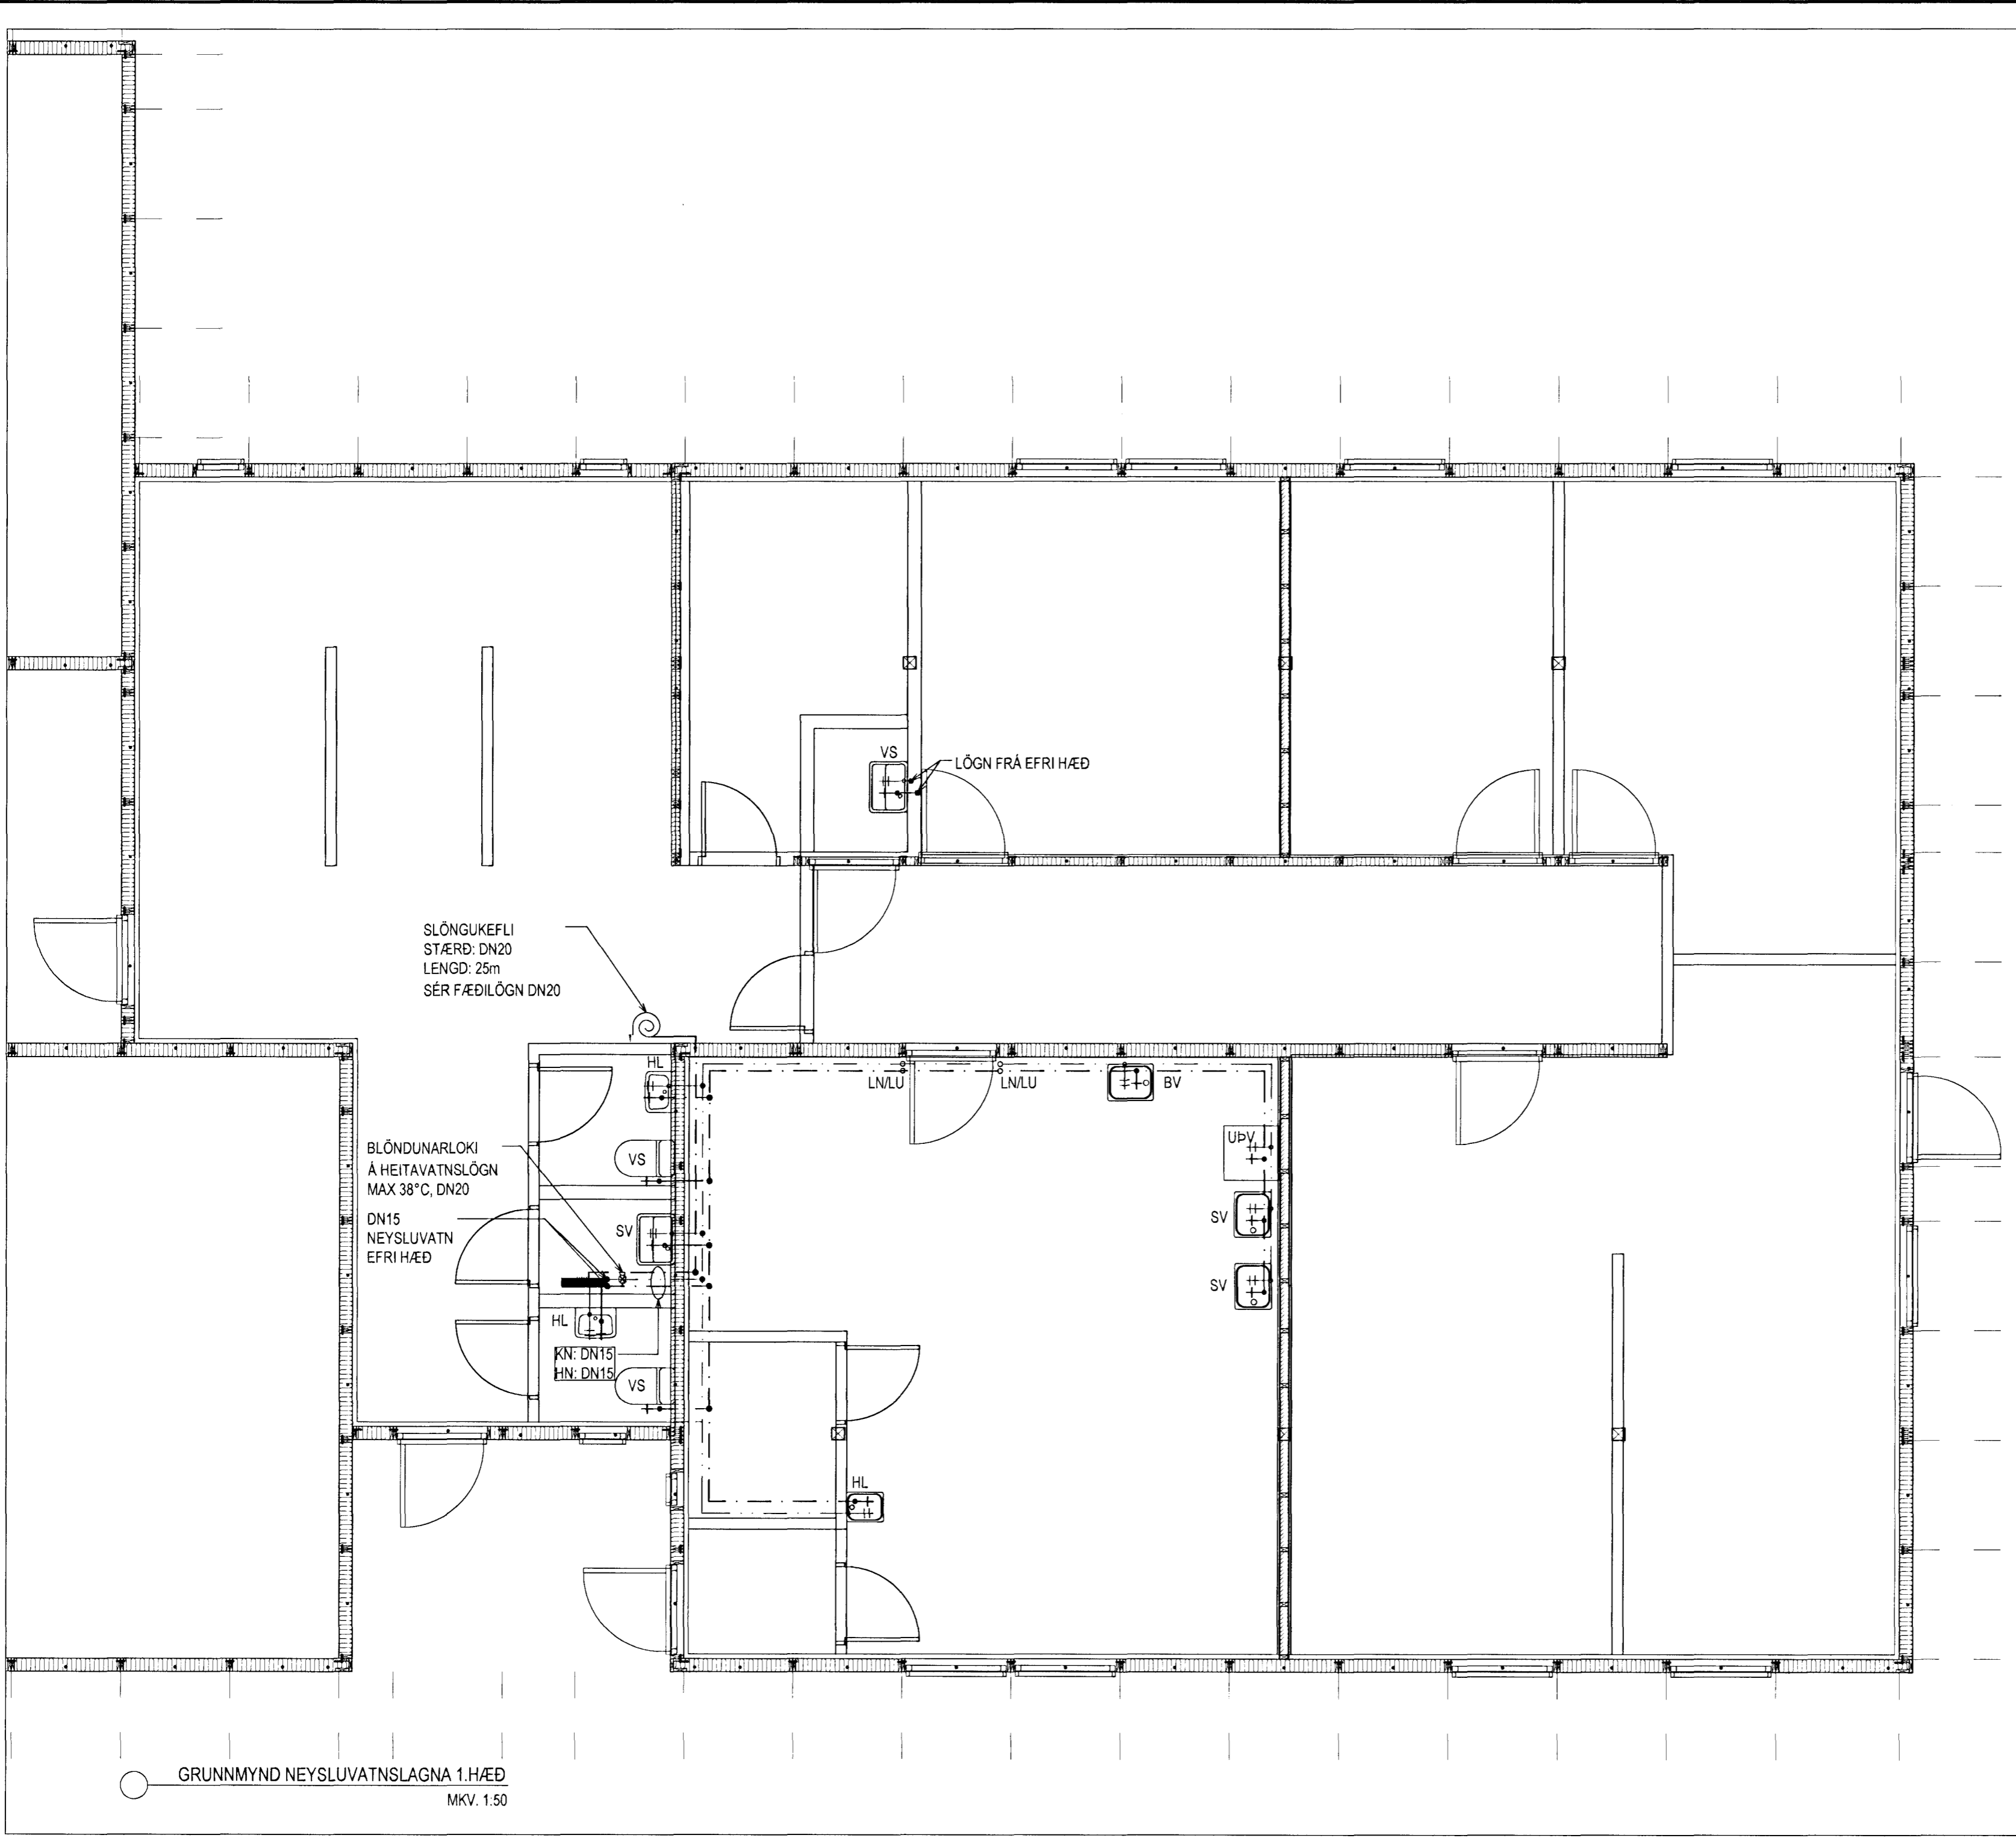 VS
LÖGN FRÁ EFRI HÆÐ
SLÖNGUKEFLI
STÆRÐ: DN20
LENGD: 25m
SÉR FÆÐILÖGN DN20
HL
LN/LU
LN/LU
BV
BLÖNDUNARLOKI
Á HEITAVATNSLÖGN
MAX 38°C, DN20
VS
UÞV
DN15
NEYSLUVATN
EFRI HÆÐ
SV
SV
SV
HL
KN: DN15
HN: DN15
VS
HL
GRUNNMYND NEYSLUVATNSLAGNA 1.HÆÐ
MKV. 1:50